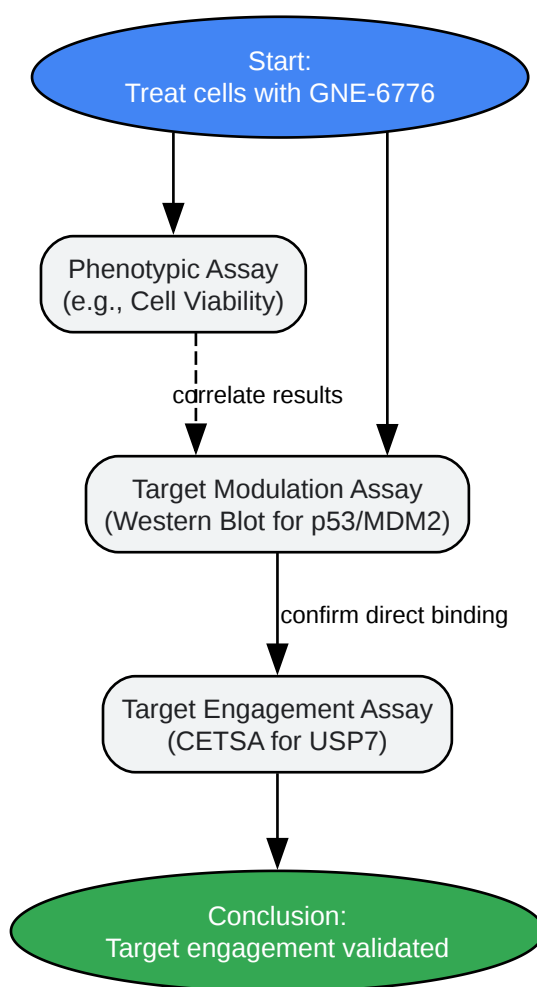 Start:
Treat cells with GNE-6776
Phenotypic Assay
(e.g., Cell Viability)
correlate results
Target Modulation Assay
(Western Blot for p53/MDM2)
confirm direct binding
Target Engagement Assay
(CETSA for USP7)
Conclusion:
Target engagement validated